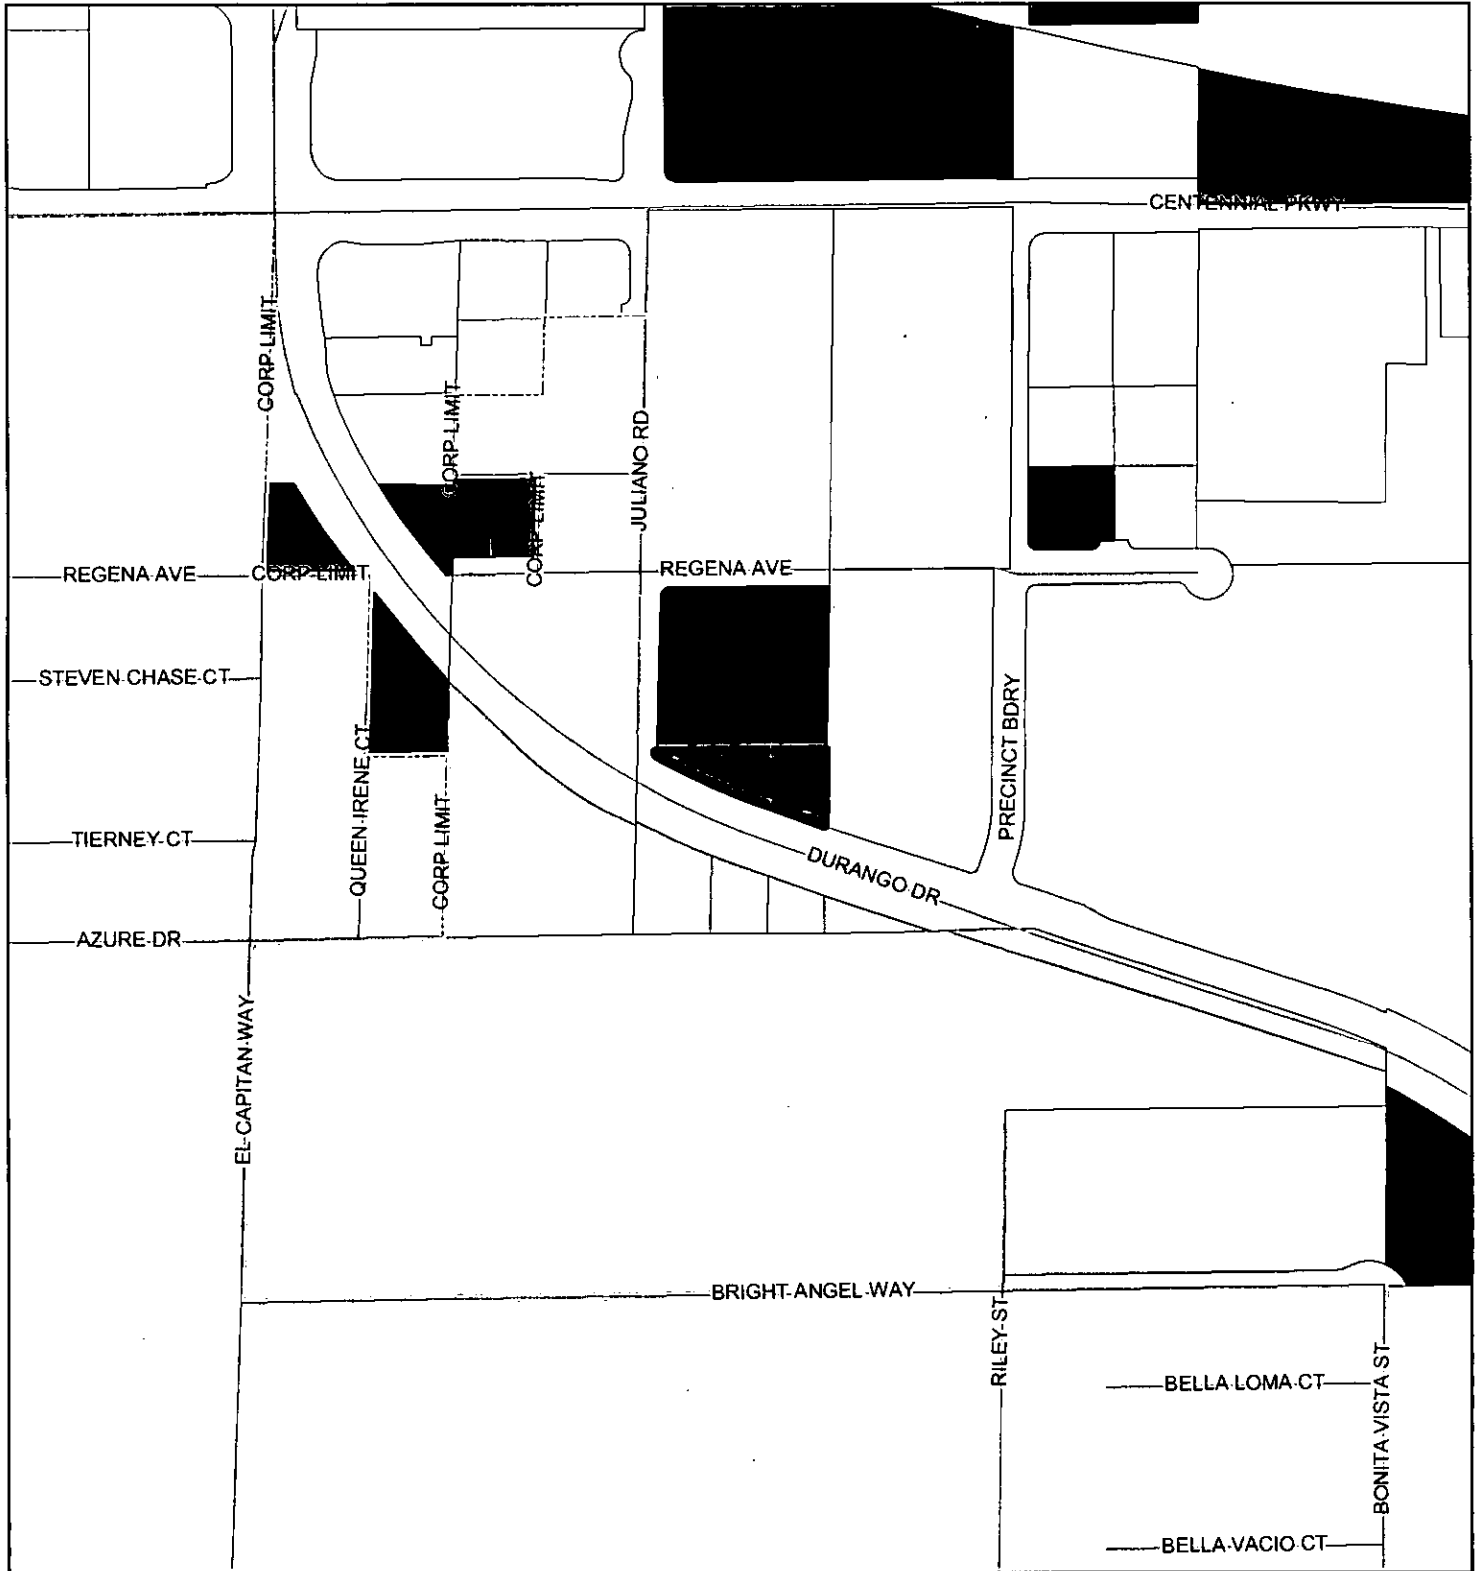 CENTENNIAL PKWY
CORP LIMIT
CORP LIMIT
JULIANO RD
CORP LIMIT
REGENA AVE
CORP LIMIT
REGENA AVE
STEVEN CHASE CT
PRECINCT BDRY
QUEEN IRENE CT
CORP LIMIT
TIERNEY CT
DURANGO DR
AZURE DR
EL CAPITAN WAY
BRIGHT ANGEL WAY
RILEY ST
BONITA VISTA ST
BELLA LOMA CT
BELLA VACIO CT